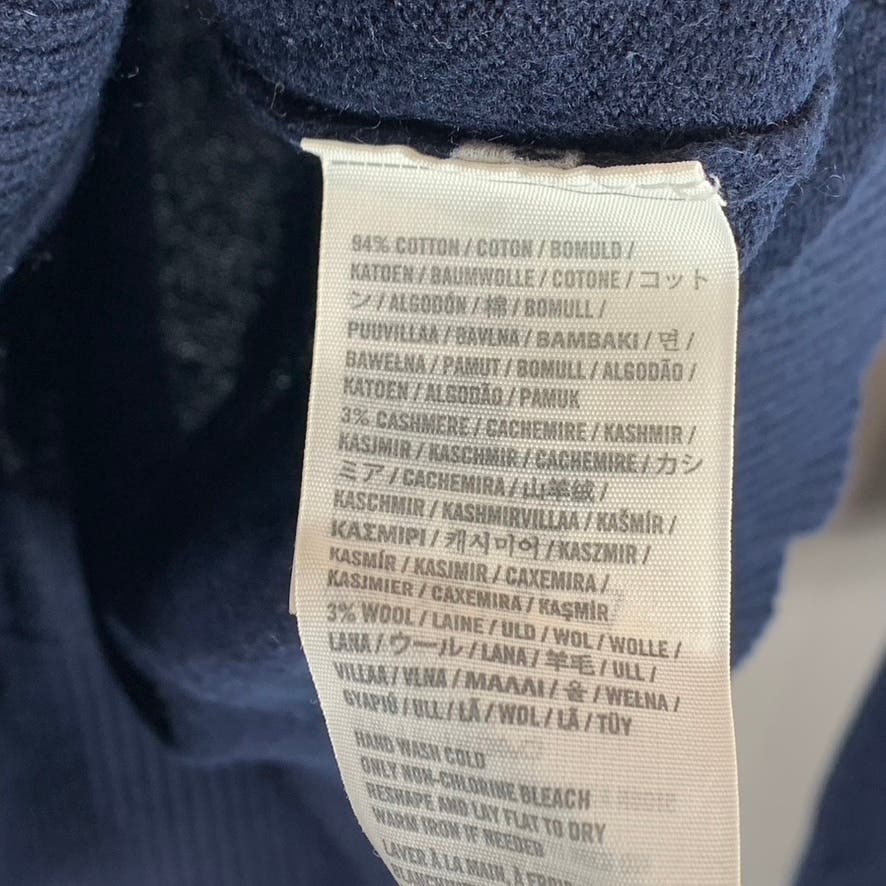 94% COTTON / COTON / BOMULD /
KATOEN / BAUMWOLLE / COTONE / コット
ン / ALGODÓN / 棉 / BOMULL /
PUUVILLAA / BAVLNA / BAMBAKI / 면 /
BAWEŁNA / PAMUT / BOMULL / ALGODÃO /
KATOEN / ALGODÃO / PAMUK
3% CASHMERE / CACHEMIRE / KASHMIR /
KASJMIR / KASCHMIR / CACHEMIRE / カシ
ミア / CACHEMIRA / 山羊绒 /
KASCHMIR / KASHMIRVILLAA / KAŠMÍR /
ΚΑΣΜΙΡΙ / 캐시미어 / KASZMIR /
KASMÍR / KASIMIR / CAXEMIRA /
KASJMIER / CAXEMIRA / KAŞMİR
3% WOOL / LAINE / ULD / WOL / WOLLE /
LANA / ウール / LANA / 羊毛 / ULL /
VILLAA / VLNA / ΜΑΛΛΙ / 울 / WEŁNA /
GYAPJÚ / ULL / LÃ / WOL / LÃ / TÜY
HAND WASH COLD
ONLY NON-CHLORINE BLEACH
RESHAPE AND LAY FLAT TO DRY
WARM IRON IF NEEDED
LAVER À LA MAIN, À FROID